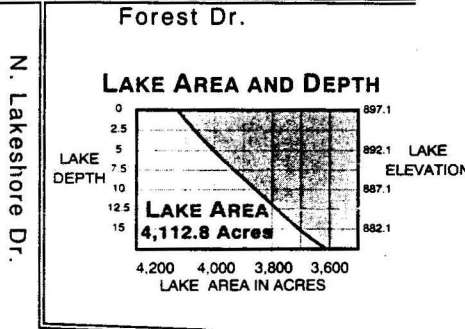 Forest Dr.
N. Lakeshore Dr.
LAKE AREA AND DEPTH
0
2.5
5
7.5
10
12.5
15
LAKE
DEPTH
897.1
892.1
887.1
882.1
LAKE
ELEVATION
LAKE AREA
4,112.8 Acres
4,200 4,000 3,800 3,600
LAKE AREA IN ACRES